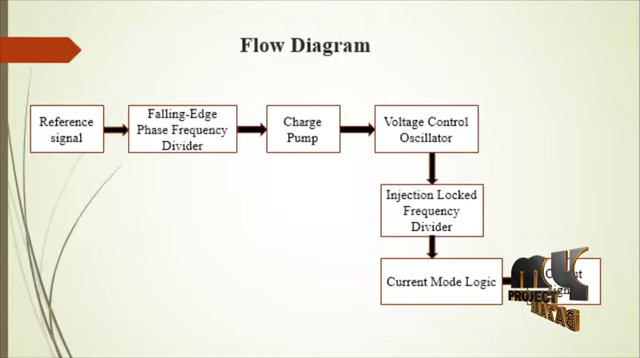 Flow Diagram
Reference
signal
Falling-Edge
Phase Frequency
Divider
Charge
Pump
Voltage Control
Oscillator
Injection Locked
Frequency
Divider
Current Mode Logic
PROJECT